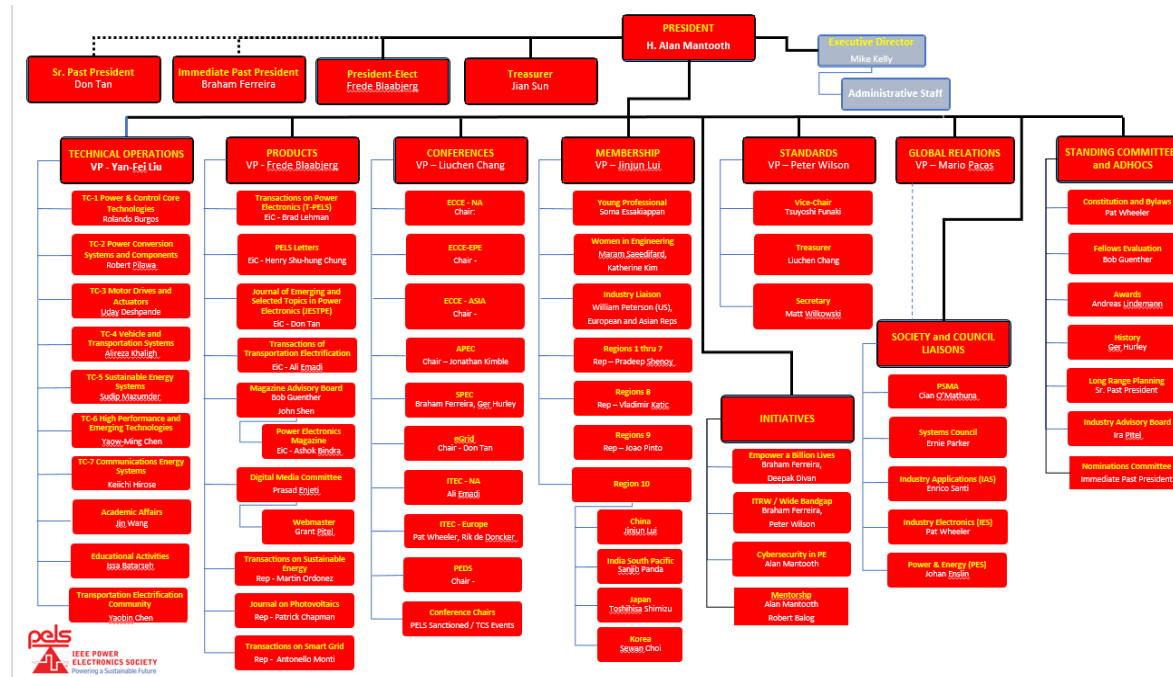 PRESIDENT
H. Alan Mantooth
Executive Director
Mike Kelly
Administrative Staff
Sr. Past President
Don Tan
Immediate Past President
Braham Ferreira
President-Elect
Frede Blaabjerg
Treasurer
Jian Sun
TECHNICAL OPERATIONS
VP - Yan-Fei Liu
TC-1 Power & Control Core
Technologies
Rolando Burgos
TC-2 Power Conversion
Systems and Components
Robert Pilawa
TC-3 Motor Drives and
Actuators
Uday Deshpande
TC-4 Vehicle and
Transportation Systems
Alireza Khaligh
TC-5 Sustainable Energy
Systems
Sudip Mazumder
TC-6 High Performance and
Emerging Technologies
Yaow-Ming Chen
TC-7 Communications Energy
Systems
Keiichi Hirose
Academic Affairs
Jin Wang
Educational Activities
Issa Batarseh
Transportation Electrification
Community
Yaobin Chen
PRODUCTS
VP - Frede Blaabjerg
Transactions on Power
Electronics (T-PELS)
EiC - Brad Lehman
PELS Letters
EiC - Henry Shu-hung Chung
Journal of Emerging and
Selected Topics in Power
Electronics (JESTPE)
EiC - Don Tan
Transactions of
Transportation Electrification
EiC - Ali Emadi
Magazine Advisory Board
Bob Guenther
John Shen
Power Electronics
Magazine
EiC - Ashok Bindra
Digital Media Committee
Prasad Enjeti
Webmaster
Grant Pitel
Transactions on Sustainable
Energy
Rep - Martin Ordonez
Journal on Photovoltaics
Rep - Patrick Chapman
Transactions on Smart Grid
Rep - Antonello Monti
CONFERENCES
VP – Liuchen Chang
ECCE - NA
Chair:
ECCE-EPE
Chair -
ECCE - ASIA
Chair -
APEC
Chair – Jonathan Kimble
SPEC
Braham Ferreira, Ger Hurley
eGrid
Chair - Don Tan
ITEC - NA
Ali Emadi
ITEC - Europe
Pat Wheeler, Rik de Doncker
PEDS
Chair -
Conference Chairs
PELS Sanctioned / TCS Events
MEMBERSHIP
VP – Jinjun Lui
Young Professional
Soma Essakiappan
Women in Engineering
Maram Saeedifard,
Katherine Kim
Industry Liaison
William Peterson (US),
European and Asian Reps
Regions 1 thru 7
Rep – Pradeep Shenoy
Regions 8
Rep – Vladimir Katic
Regions 9
Rep – Joao Pinto
Region 10
China
Jinjun Lui
India South Pacific
Sanjib Panda
Japan
Toshihisa Shimizu
Korea
Sewan Choi
STANDARDS
VP – Peter Wilson
Vice-Chair
Tsuyoshi Funaki
Treasurer
Liuchen Chang
Secretary
Matt Wilkowski
INITIATIVES
Empower a Billion Lives
Braham Ferreira,
Deepak Divan
ITRW / Wide Bandgap
Braham Ferreira,
Peter Wilson
Cybersecurity in PE
Alan Mantooth
Mentorshp
Alan Mantooth
Robert Balog
GLOBAL RELATIONS
VP – Mario Pacas
SOCIETY and COUNCIL
LIAISONS
PSMA
Cian O'Mathuna
Systems Council
Ernie Parker
Industry Applications (IAS)
Enrico Santi
Industry Electronics (IES)
Pat Wheeler
Power & Energy (PES)
Johan Enslin
STANDING COMMITTEE
and ADHOCS
Constitution and Bylaws
Pat Wheeler
Fellows Evaluation
Bob Guenther
Awards
Andreas Lindemann
History
Ger Hurley
Long Range Planning
Sr. Past President
Industry Advisory Board
Ira Pitel
Nominations Committee
Immediate Past President
pels
IEEE POWER
ELECTRONICS SOCIETY
Powering a Sustainable Future